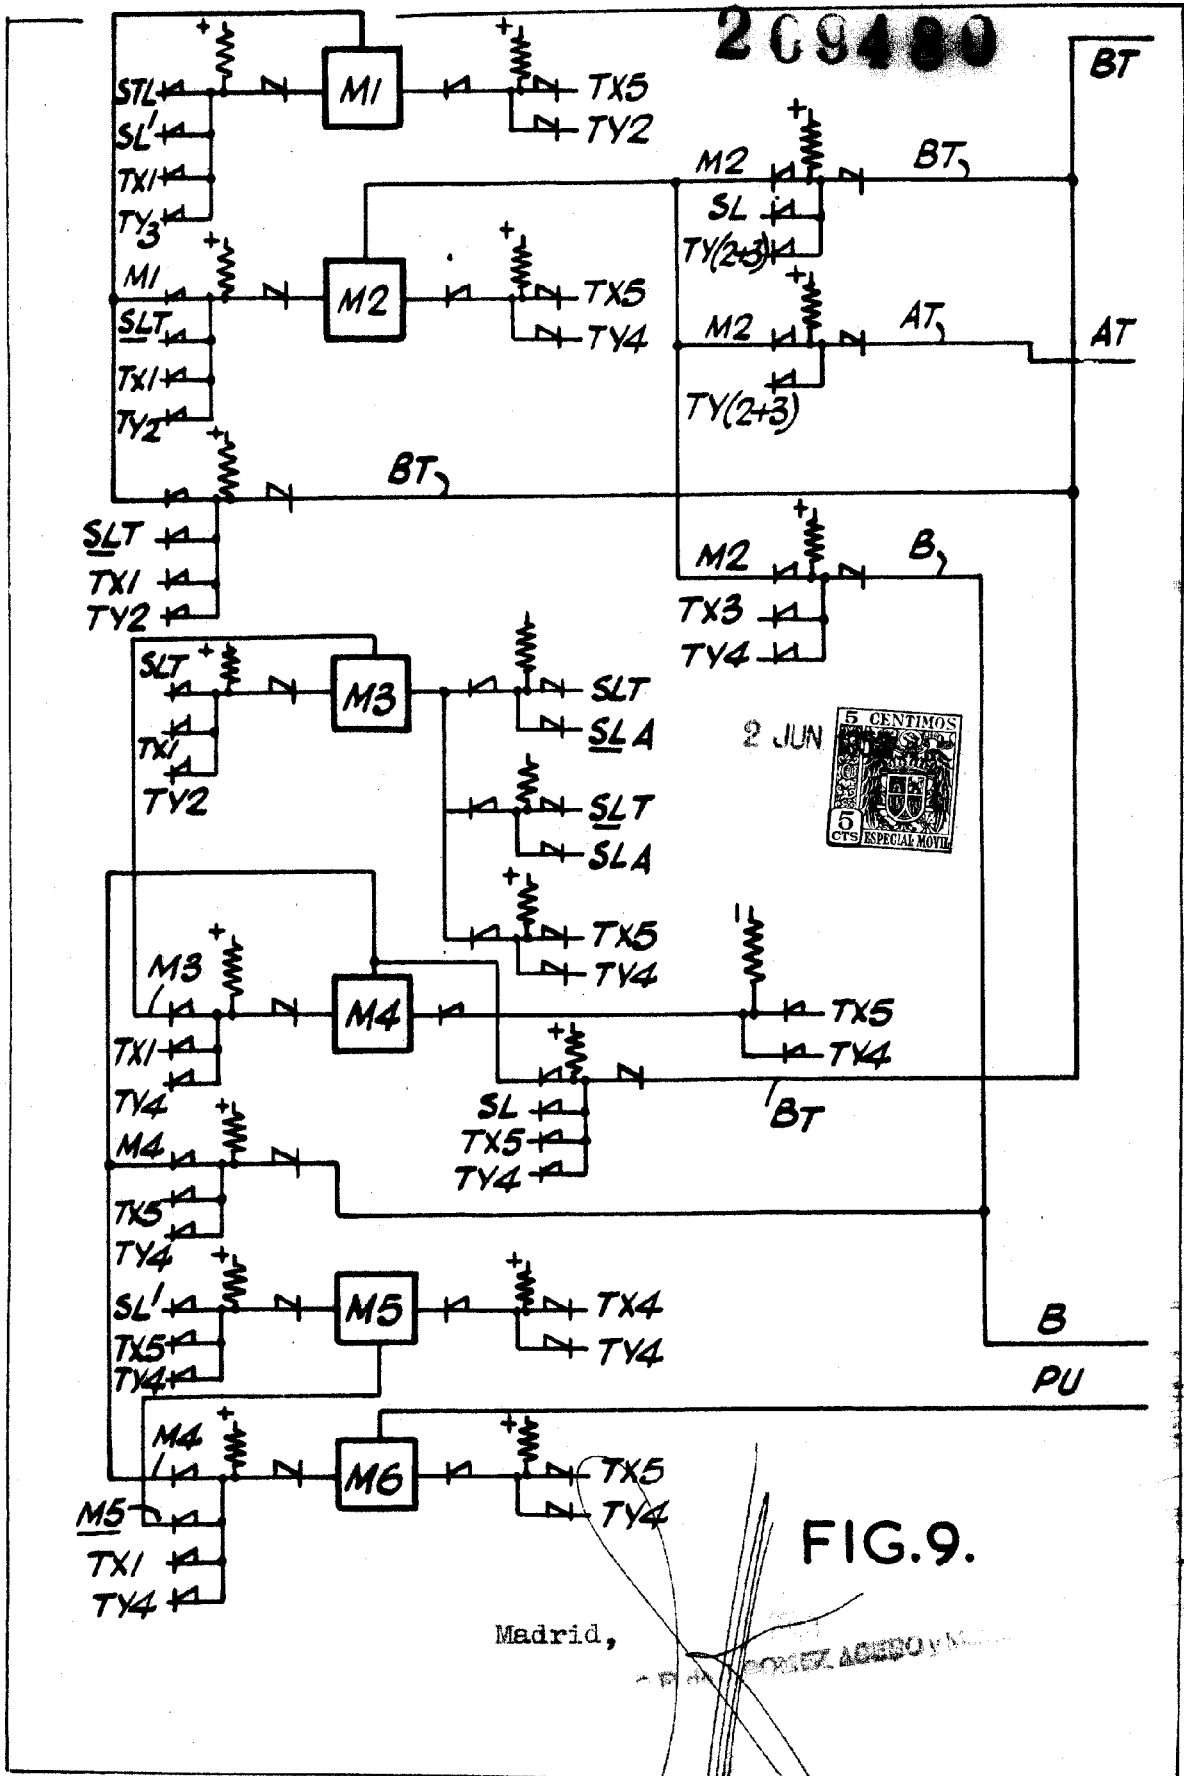 209480
BT
STL
M1
TX5
SL'
TY2
TX1
TY3
M2
BT
SL
TY(2+3)
M1
M2
TX5
SLT
TY4
TX1
TY2
M2
AT
AT
TY(2+3)
BT
SLT
TX1
TY2
M2
B
TX3
TY4
SLT
M3
SLT
TX1
SLA
TY2
SLT
SLA
TX5
TY4
2 JUN
5 CENTIMOS
5
CTS
ESPECIAL MOVIL
M3
M4
TX5
TX1
TY4
TY4
SL
BT
TX5
TY4
M4
TX5
TY4
SL'
M5
TX4
TX5
TY4
TY4
B
PU
M4
M6
TX5
M5
TY4
TX1
TY4
FIG.9.
Madrid,
GOMEZ ACEBO y